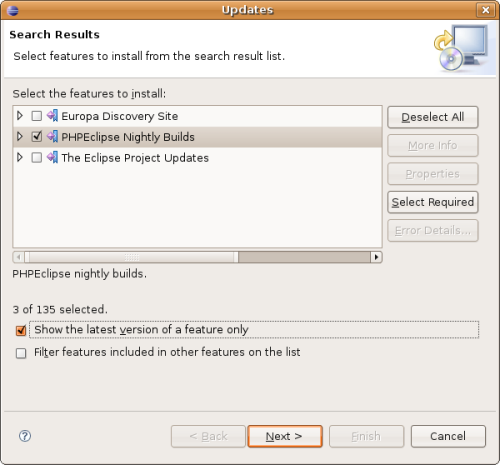 Updates
Search Results
Select features to install from the search result list.
Select the features to install:
Europa Discovery Site
PHPEclipse Nightly Builds
The Eclipse Project Updates
Deselect All
More Info
Properties
Select Required
Error Details...
PHPEclipse nightly builds.
3 of 135 selected.
Show the latest version of a feature only
Filter features included in other features on the list
< Back
Next >
Finish
Cancel